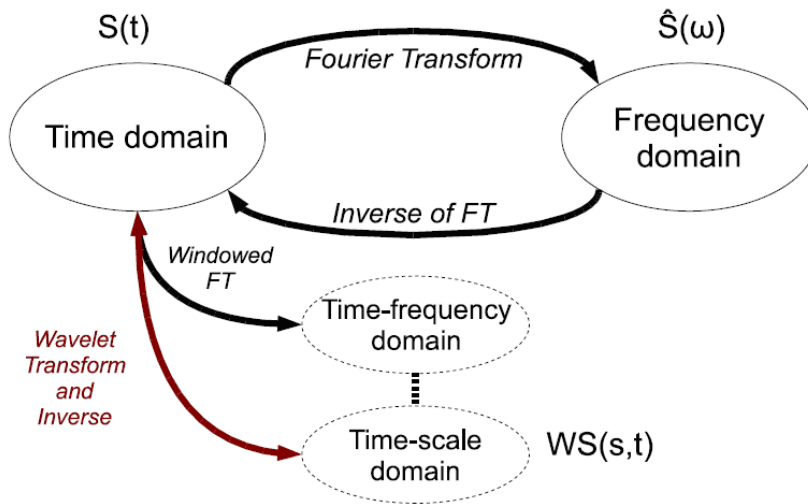 S(t)
Ŝ(ω)
Fourier Transform
Time domain
Frequency
domain
Inverse of FT
Windowed
FT
Time-frequency
domain
Wavelet
Transform
and
Inverse
Time-scale
domain
WS(s,t)